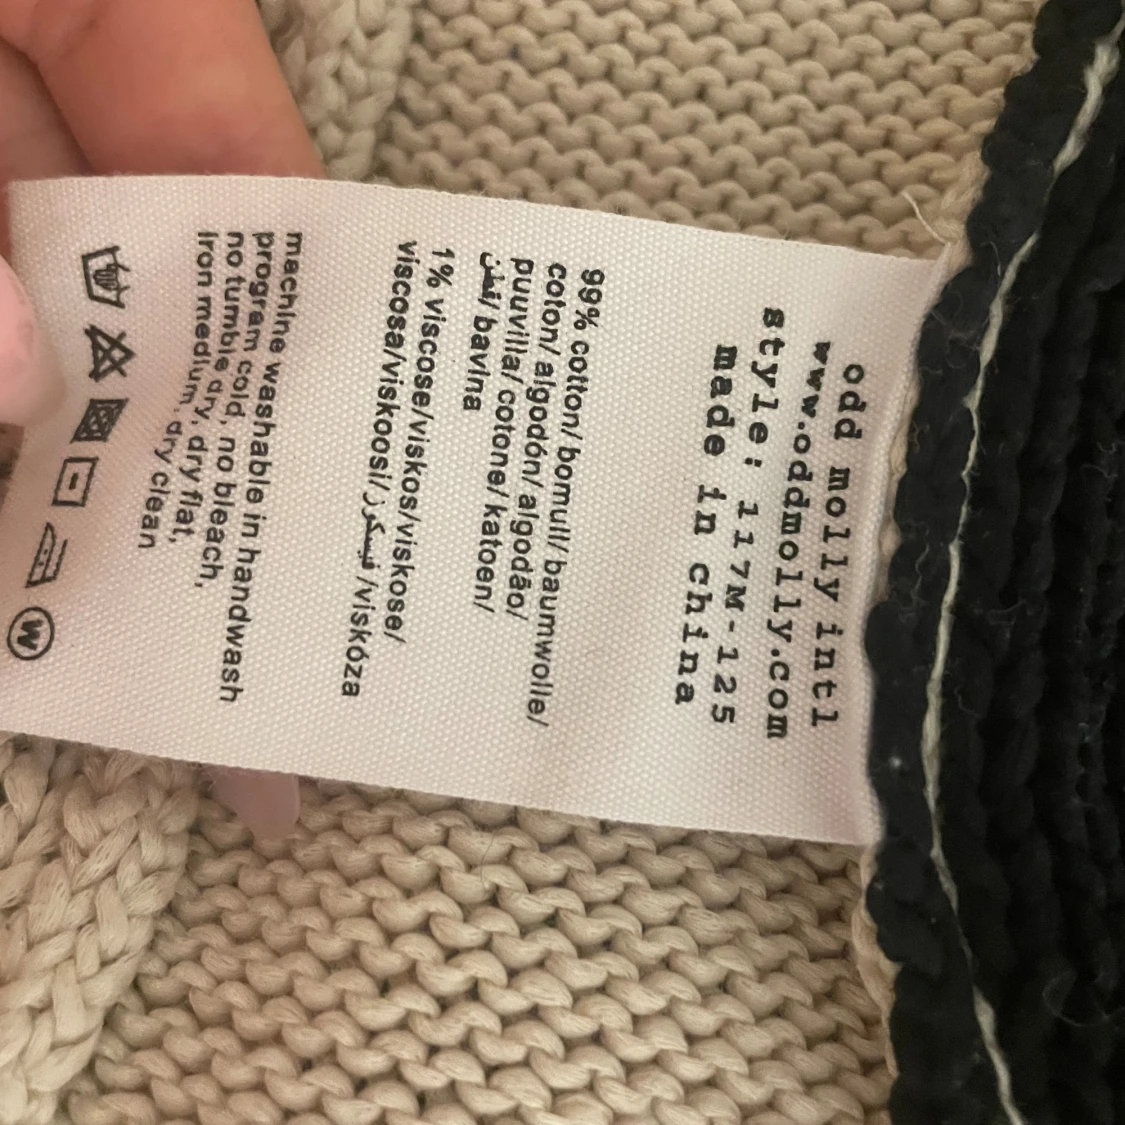 odd molly intl
www.oddmolly.com
style: 117M-125
made in china
99% cotton/ bomull/ baumwolle/
coton/ algodón/ algodão/
puuvilla/ cotone/ katoen/
قطن/ bavlna
1% viscose/viskos/viskose/
viscosa/viskoosi/فيسكوز /viskóza
machine washable in handwash
program cold, no bleach,
no tumble dry, dry flat,
iron medium, dry clean
W